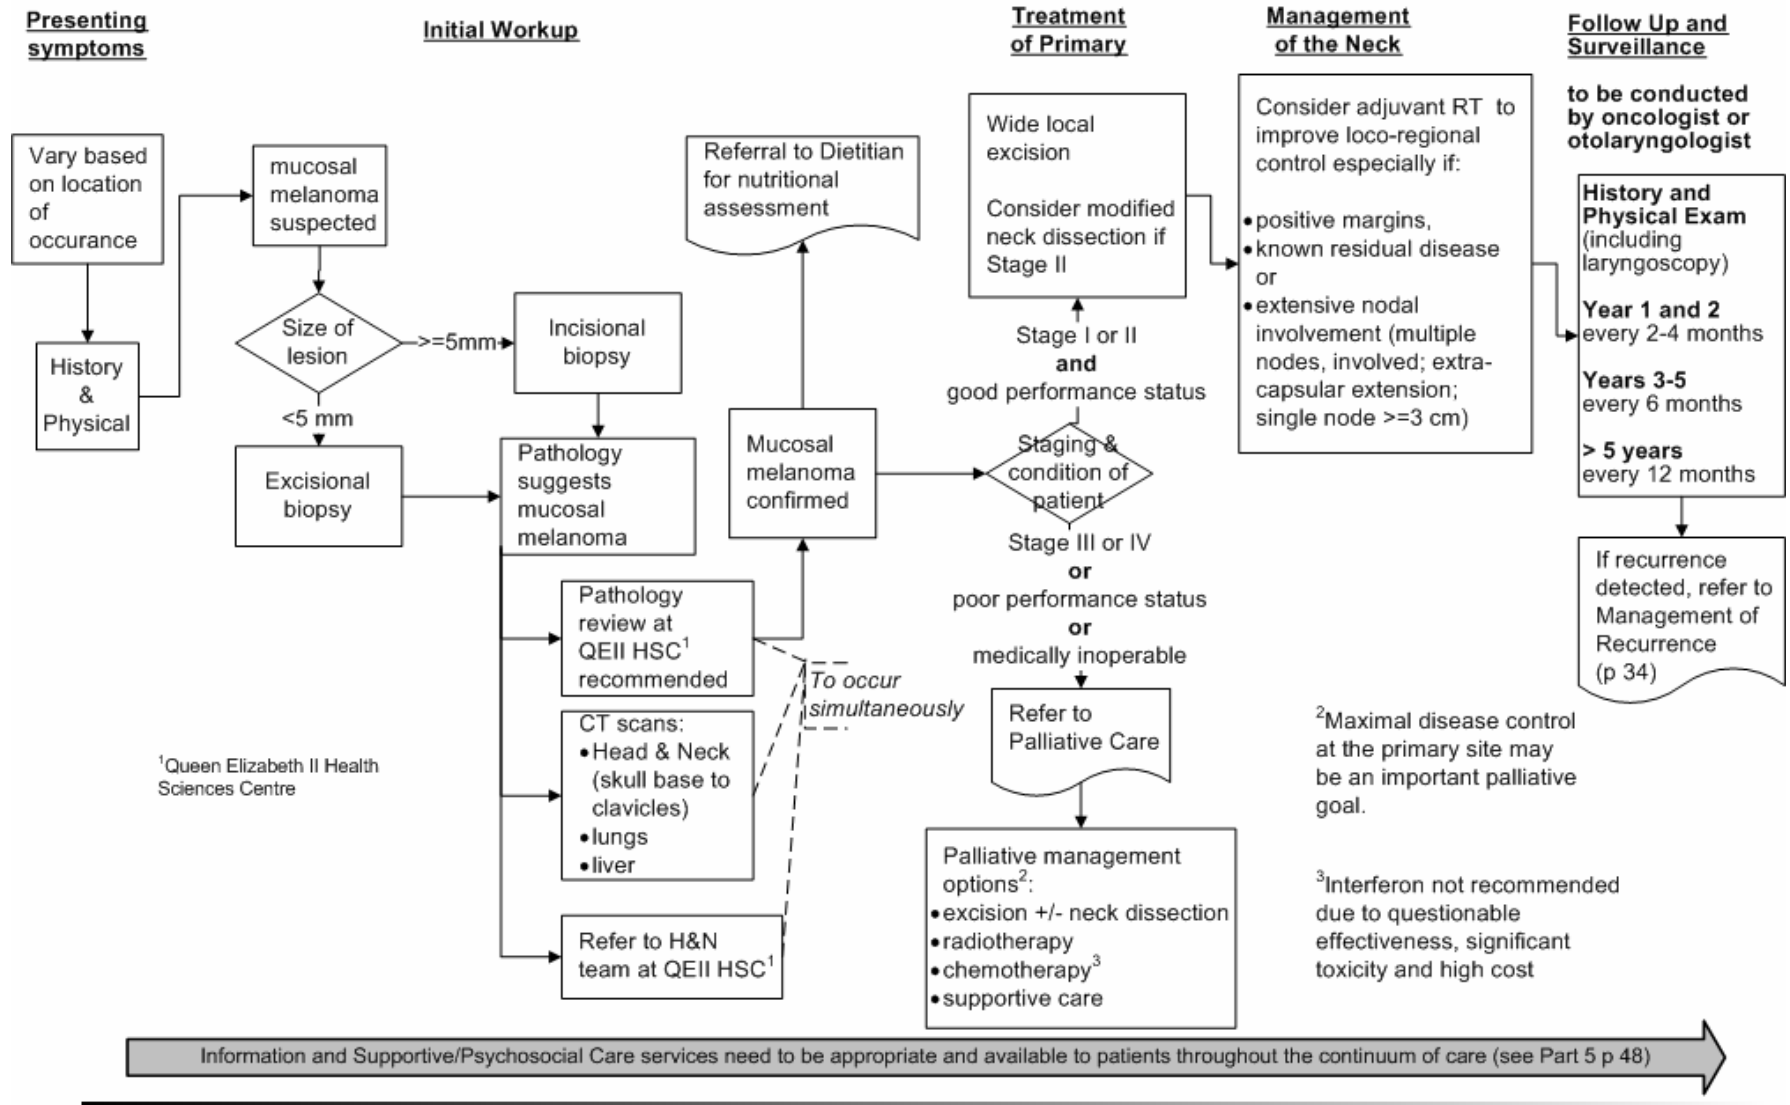 Presenting
symptoms
Initial Workup
Treatment
of Primary
Management
of the Neck
Follow Up and
Surveillance
to be conducted
by oncologist or
otolaryngologist
Vary based
on location
of
occurance
History
&
Physical
mucosal
melanoma
suspected
Size of
lesion
>=5mm
<5 mm
Incisional
biopsy
Excisional
biopsy
Pathology
suggests
mucosal
melanoma
Pathology
review at
QEII HSC1
recommended
CT scans:
•Head & Neck
(skull base to
clavicles)
•lungs
•liver
Refer to H&N
team at QEII HSC1
To occur
simultaneously
1Queen Elizabeth II Health
Sciences Centre
Referral to Dietitian
for nutritional
assessment
Mucosal
melanoma
confirmed
Staging &
condition of
patient
Stage I or II
and
good performance status
Wide local
excision
Consider modified
neck dissection if
Stage II
Stage III or IV
or
poor performance status
or
medically inoperable
Refer to
Palliative Care
Palliative management
options2:
•excision +/- neck dissection
•radiotherapy
•chemotherapy3
•supportive care
Consider adjuvant RT to
improve loco-regional
control especially if:
•positive margins,
•known residual disease
or
•extensive nodal
involvement (multiple
nodes, involved; extra-
capsular extension;
single node >=3 cm)
History and
Physical Exam
(including
laryngoscopy)
Year 1 and 2
every 2-4 months
Years 3-5
every 6 months
> 5 years
every 12 months
If recurrence
detected, refer to
Management of
Recurrence
(p 34)
2Maximal disease control
at the primary site may
be an important palliative
goal.
3Interferon not recommended
due to questionable
effectiveness, significant
toxicity and high cost
Information and Supportive/Psychosocial Care services need to be appropriate and available to patients throughout the continuum of care (see Part 5 p 48)